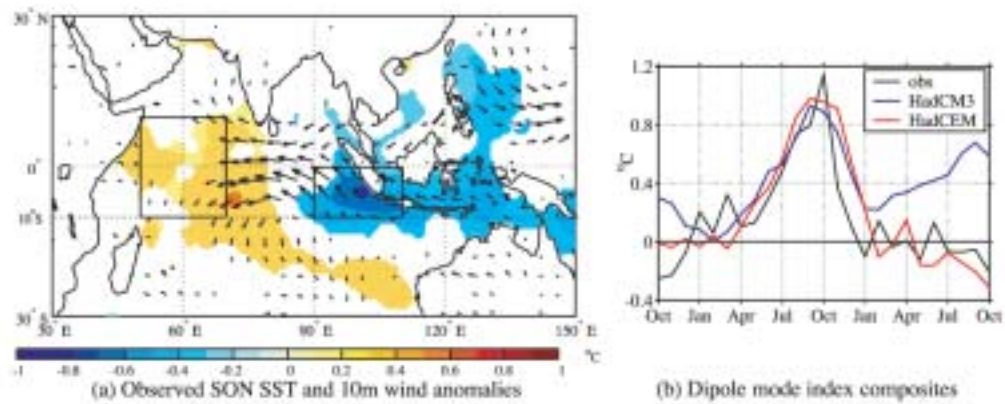 30° N
0°
10°S
30°S
30° E
60° E
90° E
120° E
150° E
-1 -0.8 -0.6 -0.4 -0.2 0 0.2 0.4 0.6 0.8 1 °C
(a) Observed SON SST and 10m wind anomalies
1.2
0.8
0.4
0
-0.4
°C
obs
HadCM3
HadCEM
Oct Jan Apr Jul Oct Jan Apr Jul Oct
(b) Dipole mode index composites